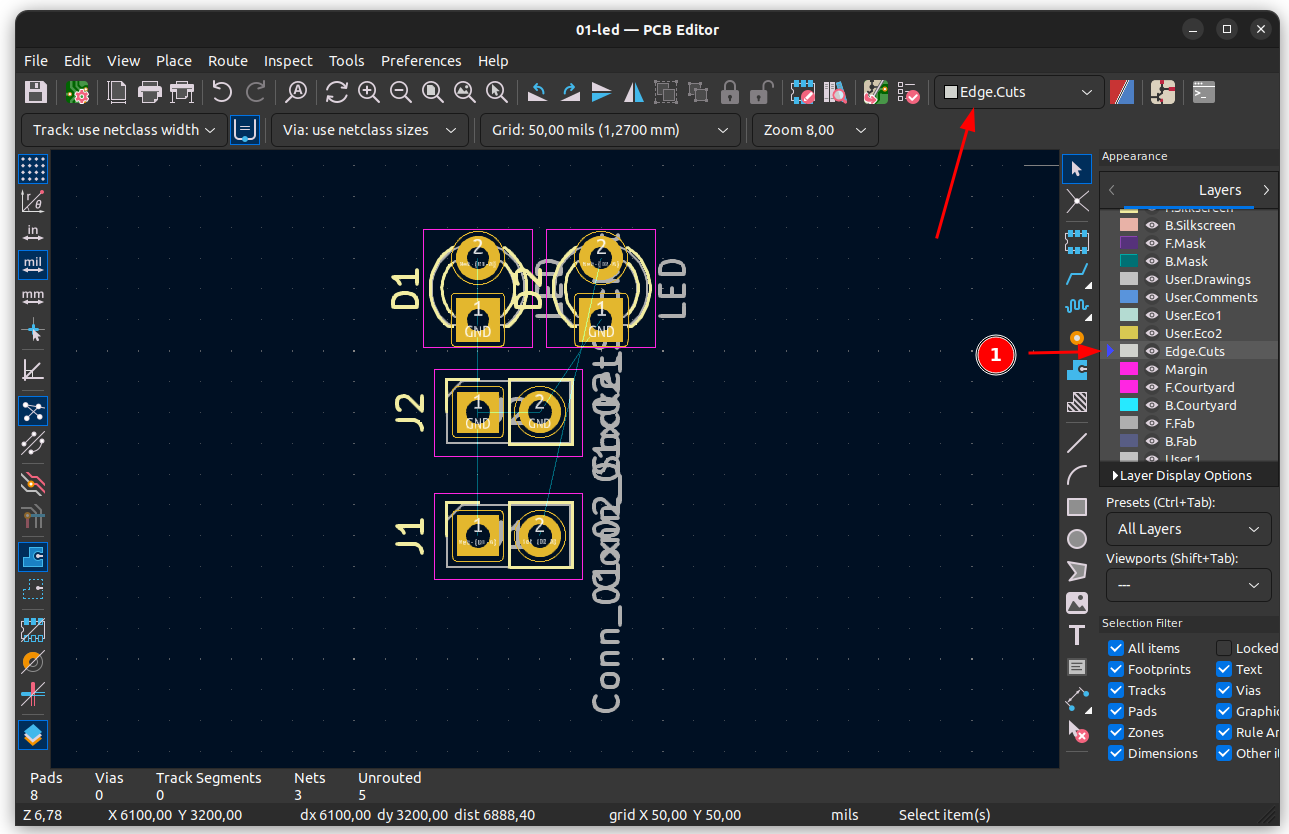 01-led — PCB Editor
File Edit View Place Route Inspect Tools Preferences Help
Edge.Cuts
Track: use netclass width
Via: use netclass sizes
Grid: 50,00 mils (1,2700 mm)
Zoom 8,00
in
mil
mm
D1
2
1
GND
LED
D2
2
1
GND
LED
J2
1
GND
2
GND
J1
1
2
Appearance
Layers
F.Silkscreen
B.Silkscreen
F.Mask
B.Mask
User.Drawings
User.Comments
User.Eco1
User.Eco2
1
Edge.Cuts
Margin
F.Courtyard
B.Courtyard
F.Fab
B.Fab
User.1
Layer Display Options
Presets (Ctrl+Tab):
All Layers
Viewports (Shift+Tab):
---
Selection Filter
All items Locked
Footprints Text
Tracks Vias
Pads Graphic
Zones Rule Ar
Dimensions Other it
Pads Vias Track Segments Nets Unrouted
8 0 0 3 5
Z 6,78 X 6100,00 Y 3200,00 dx 6100,00 dy 3200,00 dist 6888,40 grid X 50,00 Y 50,00 mils Select item(s)